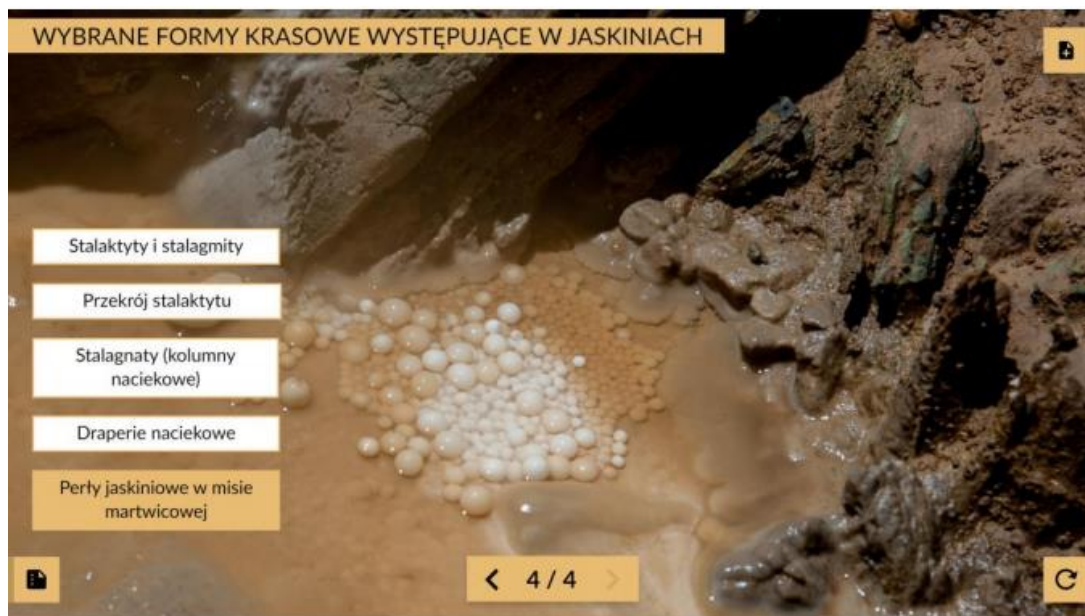 WYBRANE FORMY KRASOWE WYSTĘPUJĄCE W JASKINIACH
Stalaktyty i stalagmity
Przekrój stalaktytu
Stalagnaty (kolumny
naciekowe)
Draperie naciekowe
Perły jaskiniowe w misie
martwicowej
4 / 4